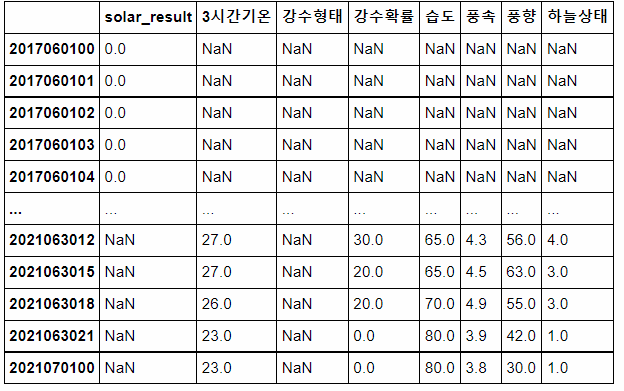 solar_result 3시간기온 강수형태 강수확률 습도 풍속 풍향 하늘상태
2017060100 0.0 NaN NaN NaN NaN NaN NaN NaN
2017060101 0.0 NaN NaN NaN NaN NaN NaN NaN
2017060102 0.0 NaN NaN NaN NaN NaN NaN NaN
2017060103 0.0 NaN NaN NaN NaN NaN NaN NaN
2017060104 0.0 NaN NaN NaN NaN NaN NaN NaN
... ... ... ... ... ... ... ... ...
2021063012 NaN 27.0 NaN 30.0 65.0 4.3 56.0 4.0
2021063015 NaN 27.0 NaN 20.0 65.0 4.5 63.0 3.0
2021063018 NaN 26.0 NaN 20.0 70.0 4.9 55.0 3.0
2021063021 NaN 23.0 NaN 0.0 80.0 3.9 42.0 1.0
2021070100 NaN 23.0 NaN 0.0 80.0 3.8 30.0 1.0